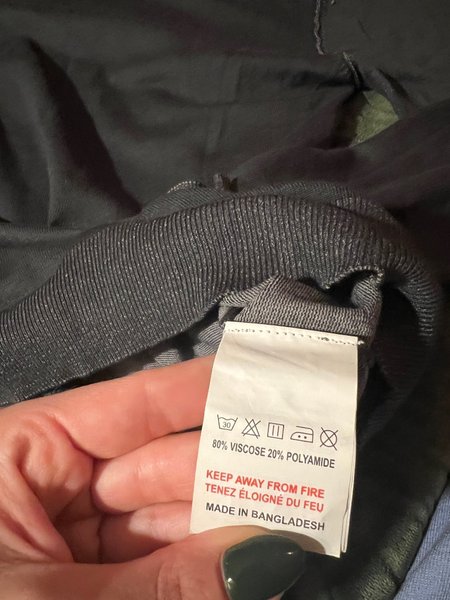 30
80% VISCOSE 20% POLYAMIDE
KEEP AWAY FROM FIRE
TENEZ ÉLOIGNÉ DU FEU
MADE IN BANGLADESH